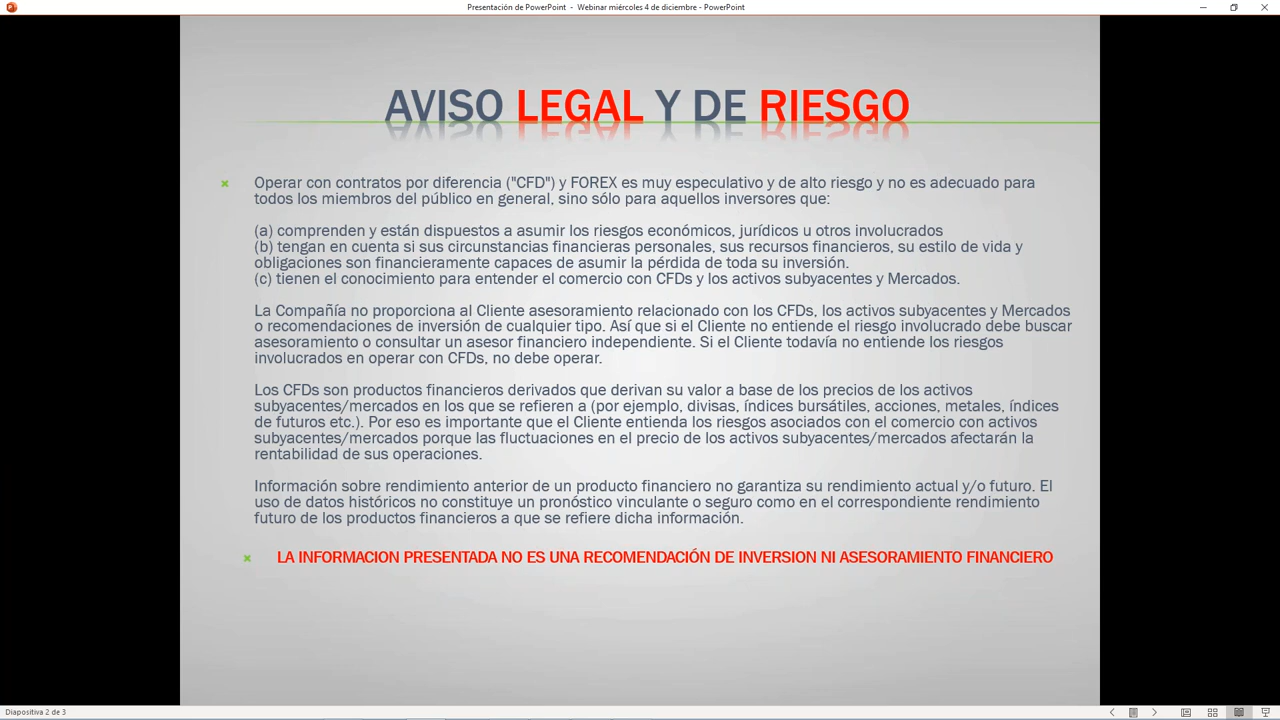 Presentación de PowerPoint - Webinar miércoles 4 de diciembre - PowerPoint
AVISO LEGAL Y DE RIESGO
Operar con contratos por diferencia ("CFD") y FOREX es muy especulativo y de alto riesgo y no es adecuado para
todos los miembros del público en general, sino sólo para aquellos inversores que:
(a) comprenden y están dispuestos a asumir los riesgos económicos, jurídicos u otros involucrados
(b) tengan en cuenta si sus circunstancias financieras personales, sus recursos financieros, su estilo de vida y
obligaciones son financieramente capaces de asumir la pérdida de toda su inversión.
(c) tienen el conocimiento para entender el comercio con CFDs y los activos subyacentes y Mercados.
La Compañía no proporciona al Cliente asesoramiento relacionado con los CFDs, los activos subyacentes y Mercados
o recomendaciones de inversión de cualquier tipo. Así que si el Cliente no entiende el riesgo involucrado debe buscar
asesoramiento o consultar un asesor financiero independiente. Si el Cliente todavía no entiende los riesgos
involucrados en operar con CFDs, no debe operar.
Los CFDs son productos financieros derivados que derivan su valor a base de los precios de los activos
subyacentes/mercados en los que se refieren a (por ejemplo, divisas, índices bursátiles, acciones, metales, índices
de futuros etc.). Por eso es importante que el Cliente entienda los riesgos asociados con el comercio con activos
subyacentes/mercados porque las fluctuaciones en el precio de los activos subyacentes/mercados afectarán la
rentabilidad de sus operaciones.
Información sobre rendimiento anterior de un producto financiero no garantiza su rendimiento actual y/o futuro. El
uso de datos históricos no constituye un pronóstico vinculante o seguro como en el correspondiente rendimiento
futuro de los productos financieros a que se refiere dicha información.
LA INFORMACION PRESENTADA NO ES UNA RECOMENDACIÓN DE INVERSION NI ASESORAMIENTO FINANCIERO
Diapositiva 2 de 3